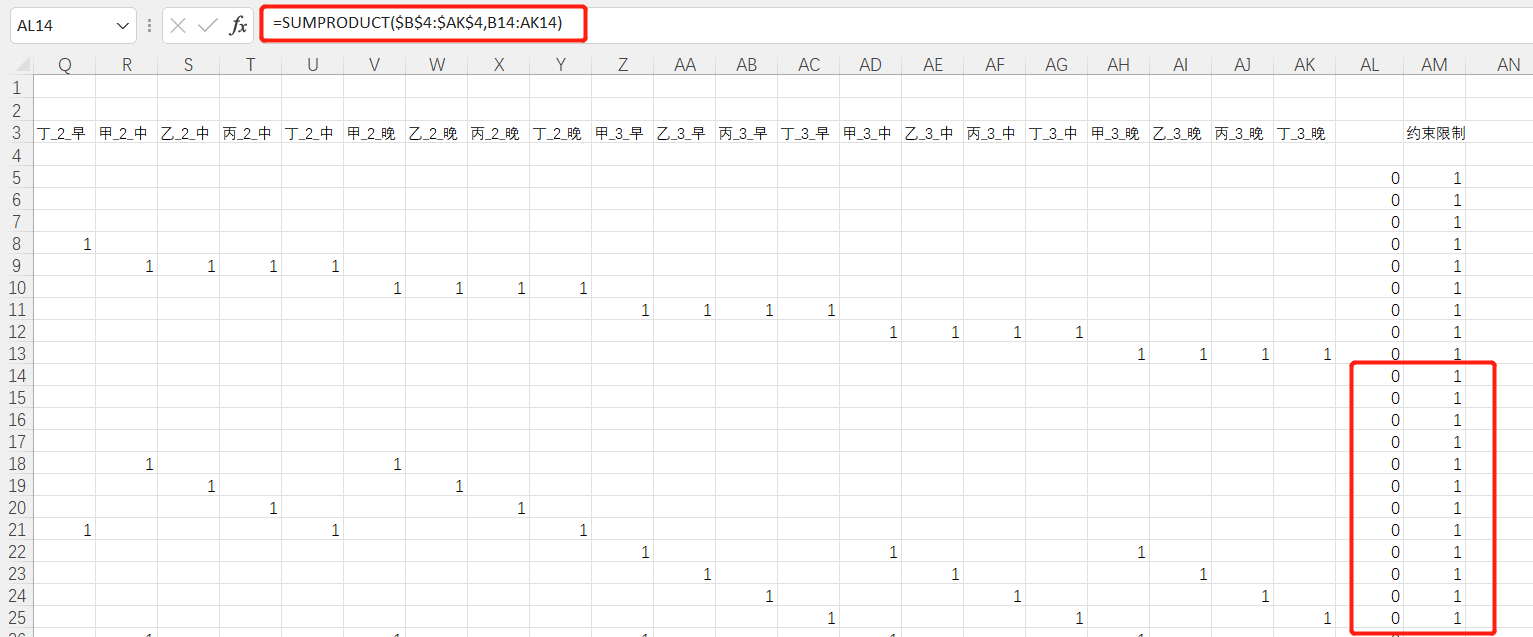 AL14 fx =SUMPRODUCT($B$4:$AK$4,B14:AK14)
Q R S T U V W X Y Z AA AB AC AD AE AF AG AH AI AJ AK AL AM AN
1
2
3 丁_2_早 甲_2_中 乙_2_中 丙_2_中 丁_2_中 甲_2_晚 乙_2_晚 丙_2_晚 丁_2_晚 甲_3_早 乙_3_早 丙_3_早 丁_3_早 甲_3_中 乙_3_中 丙_3_中 丁_3_中 甲_3_晚 乙_3_晚 丙_3_晚 丁_3_晚 约束限制
4
5 0 1
6 0 1
7 0 1
8 1 0 1
9 1 1 1 1 0 1
10 1 1 1 1 0 1
11 1 1 1 1 0 1
12 1 1 1 1 0 1
13 1 1 1 1 0 1
14 0 1
15 0 1
16 0 1
17 0 1
18 1 1 0 1
19 1 1 0 1
20 1 1 0 1
21 1 1 1 0 1
22 1 1 1 0 1
23 1 1 1 0 1
24 1 1 1 0 1
25 1 1 1 0 1